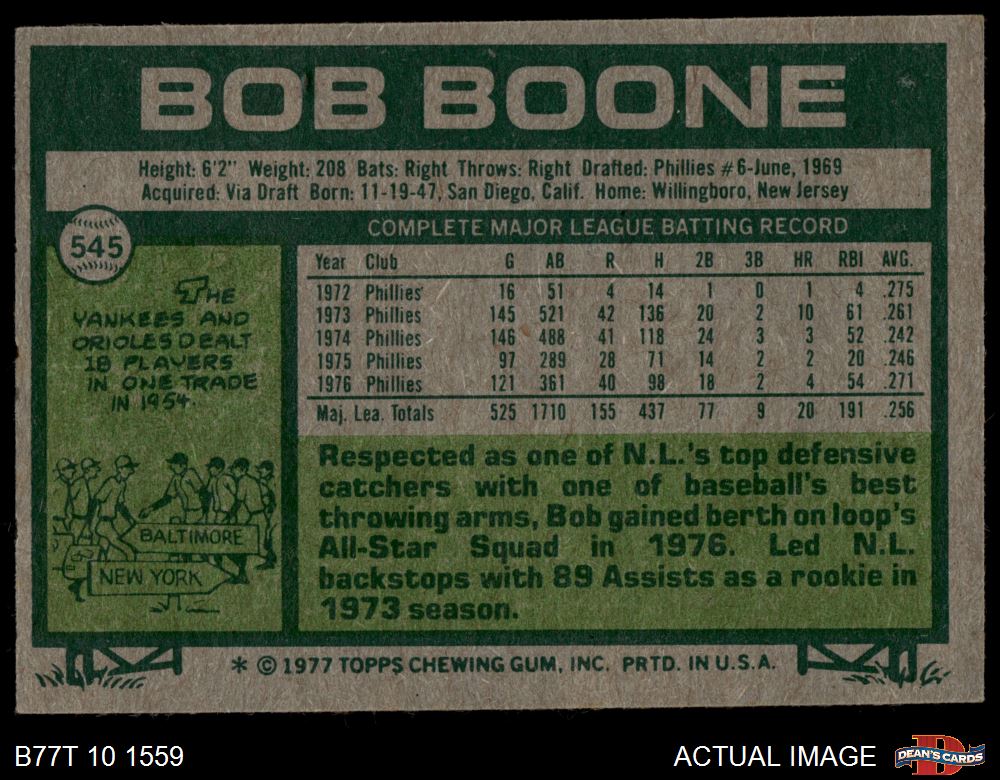 BOB BOONE
Height: 6'2" Weight: 208 Bats: Right Throws: Right Drafted: Phillies #6-June, 1969
Acquired: Via Draft Born: 11-19-47, San Diego, Calif. Home: Willingboro, New Jersey
545
THE
YANKEES AND
ORIOLES DEALT
18 PLAYERS
IN ONE TRADE
IN 1954.
BALTIMORE
NEW YORK
COMPLETE MAJOR LEAGUE BATTING RECORD
Year Club G AB R H 2B 3B HR RBI AVG.
1972 Phillies 16 51 4 14 1 0 1 4 .275
1973 Phillies 145 521 42 136 20 2 10 61 .261
1974 Phillies 146 488 41 118 24 3 3 52 .242
1975 Phillies 97 289 28 71 14 2 2 20 .246
1976 Phillies 121 361 40 98 18 2 4 54 .271
Maj. Lea. Totals 525 1710 155 437 77 9 20 191 .256
Respected as one of N.L.'s top defensive
catchers with one of baseball's best
throwing arms, Bob gained berth on loop's
All-Star Squad in 1976. Led N.L.
backstops with 89 Assists as a rookie in
1973 season.
* © 1977 TOPPS CHEWING GUM, INC. PRTD. IN U.S.A.
B77T 10 1559
ACTUAL IMAGE
D
DEAN'S CARDS